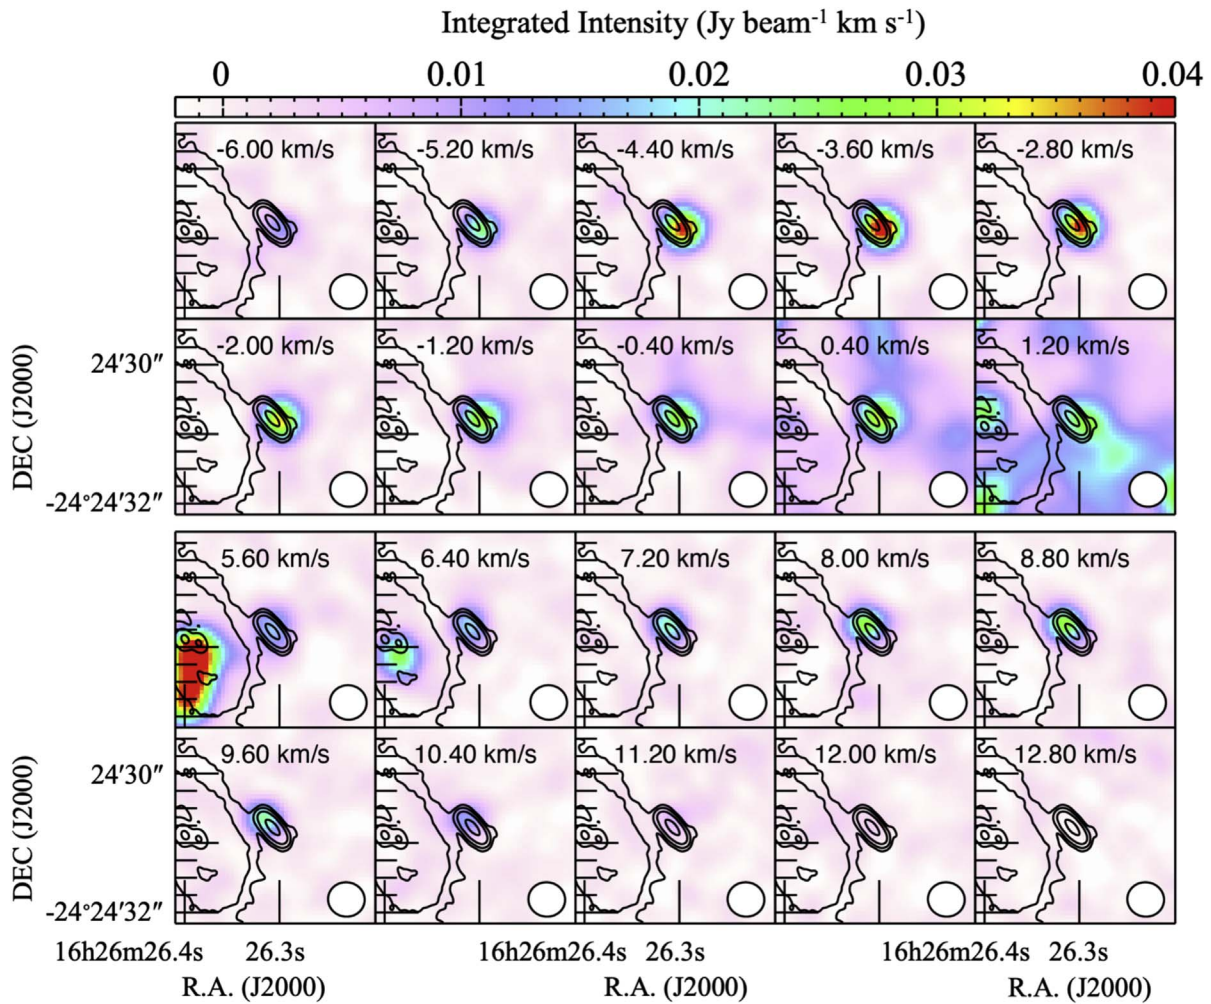 Integrated Intensity (Jy beam-1 km s-1)
0 0.01 0.02 0.03 0.04
-6.00 km/s -5.20 km/s -4.40 km/s -3.60 km/s -2.80 km/s
-2.00 km/s -1.20 km/s -0.40 km/s 0.40 km/s 1.20 km/s
24′30″
DEC (J2000)
-24°24′32″
5.60 km/s 6.40 km/s 7.20 km/s 8.00 km/s 8.80 km/s
9.60 km/s 10.40 km/s 11.20 km/s 12.00 km/s 12.80 km/s
24′30″
DEC (J2000)
-24°24′32″
16h26m26.4s 26.3s 16h26m26.4s 26.3s 16h26m26.4s 26.3s
R.A. (J2000) R.A. (J2000) R.A. (J2000)